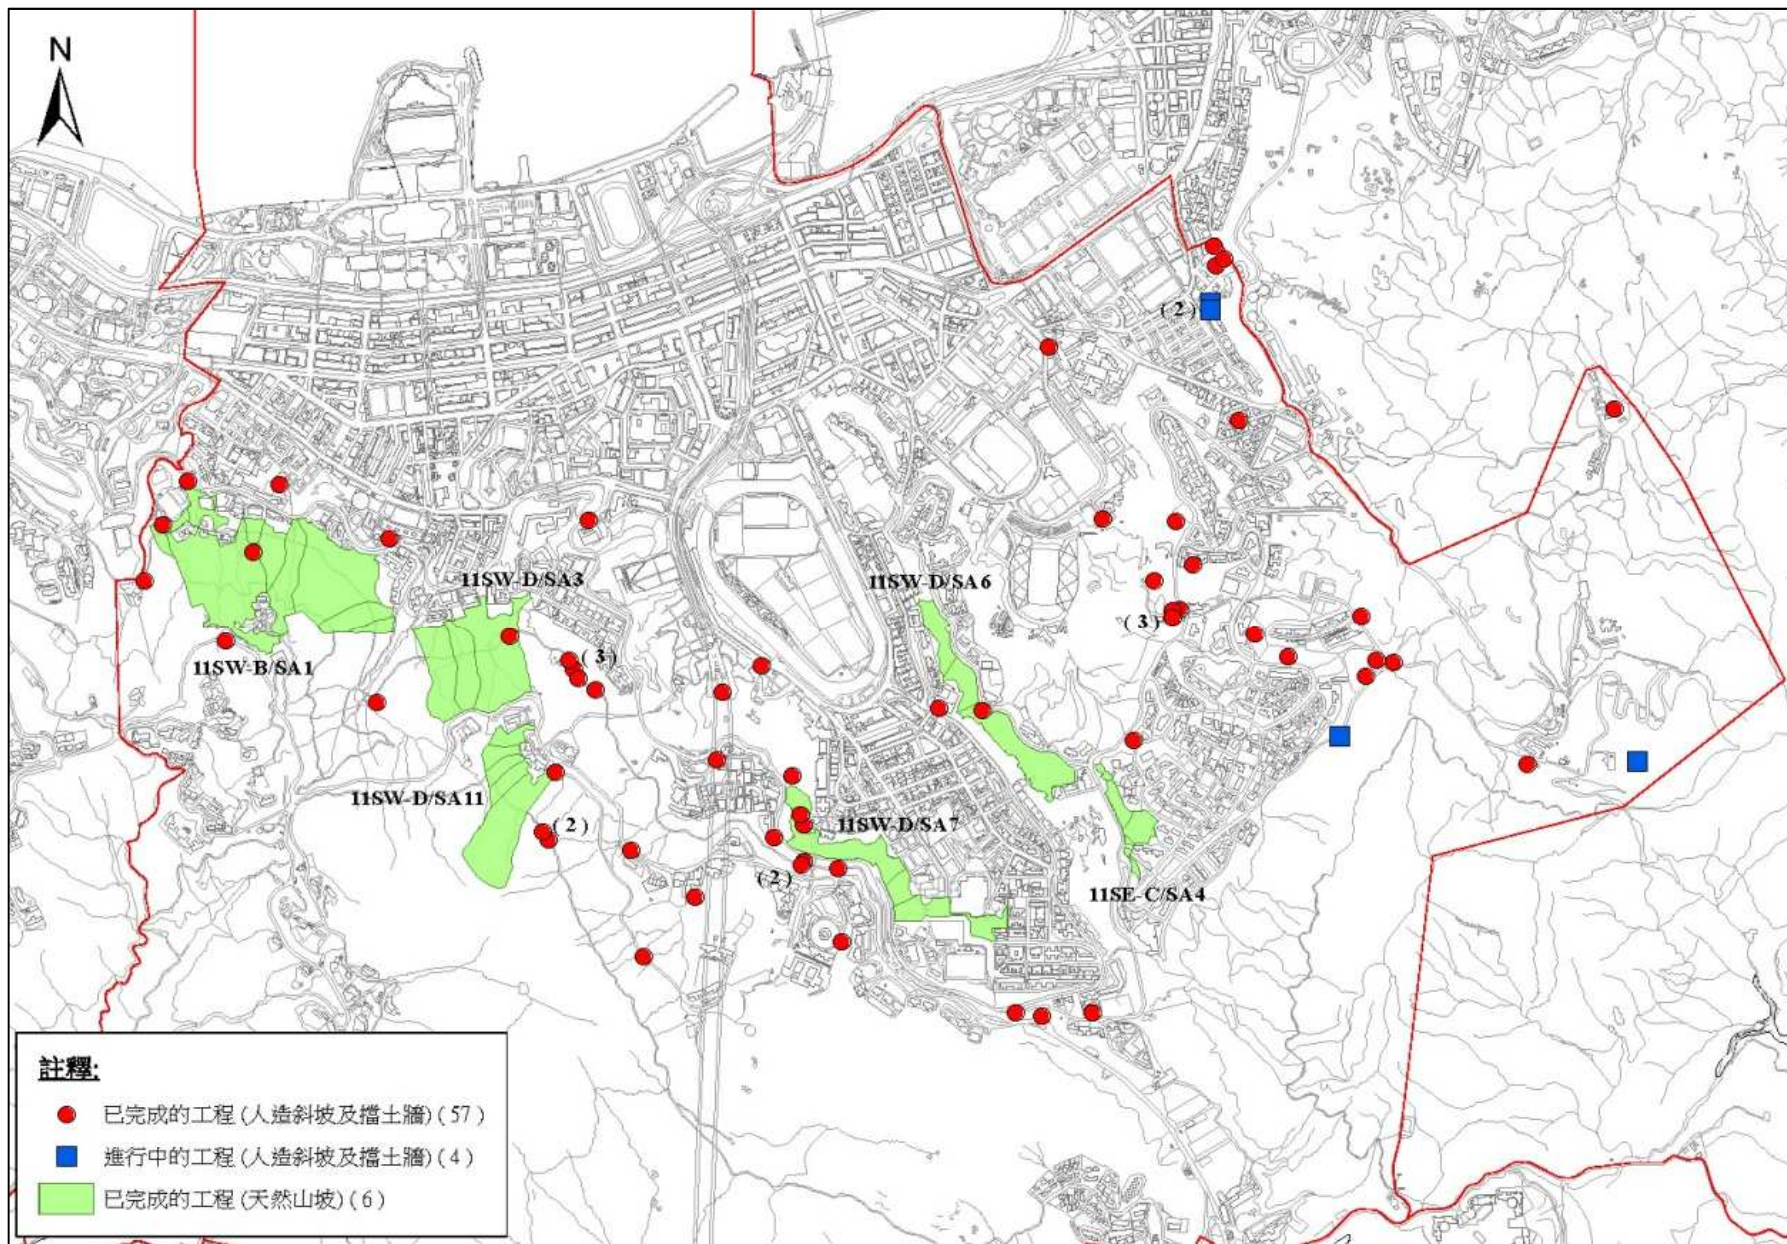 N
( 2 )
11SW-D/SA3
11SW-D/SA6
( 3 )
( 3 )
11SW-B/SA1
11SW-D/SA11
( 2 )
11SW-D/SA7
( 2 )
11SE-C/SA4
註釋:
已完成的工程 (人造斜坡及擋土牆) ( 57 )
進行中的工程 (人造斜坡及擋土牆) ( 4 )
已完成的工程 (天然山坡) ( 6 )